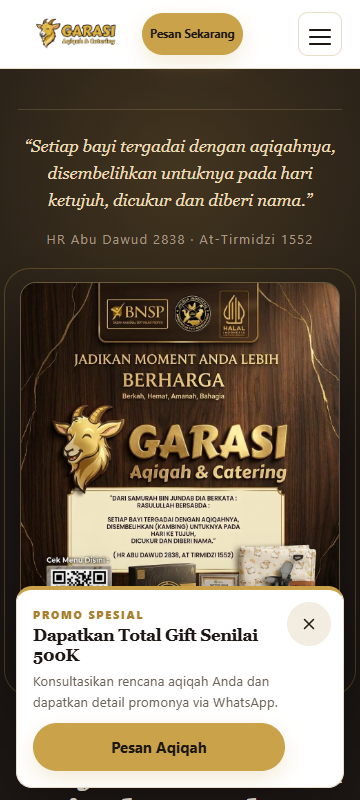 GARASI
Aqiqah & Catering
Pesan Sekarang
“Setiap bayi tergadai dengan aqiqahnya,
disembelihkan untuknya pada hari
ketujuh, dicukur dan diberi nama.”
HR Abu Dawud 2838 · At-Tirmidzi 1552
BNSP
HALAL
INDONESIA
JADIKAN MOMENT ANDA LEBIH
BERHARGA
Berkah, Hemat, Amanah, Bahagia
GARASI
Aqiqah & Catering
"DARI SAMURAH BIN JUNDAB DIA BERKATA :
RASULULLAH BERSABDA :
SETIAP BAYI TERGADAI DENGAN AQIQAHNYA,
DISEMBELIHKAN (KAMBING) UNTUKNYA PADA
HARI KE TUJUH,
DICUKUR DAN DIBERI NAMA."
( HR ABU DAWUD 2838, AT TIRMIDZI 1552)
Cek Menu Disini :
PROMO SPESIAL
Dapatkan Total Gift Senilai
500K
Konsultasikan rencana aqiqah Anda dan
dapatkan detail promonya via WhatsApp.
Pesan Aqiqah